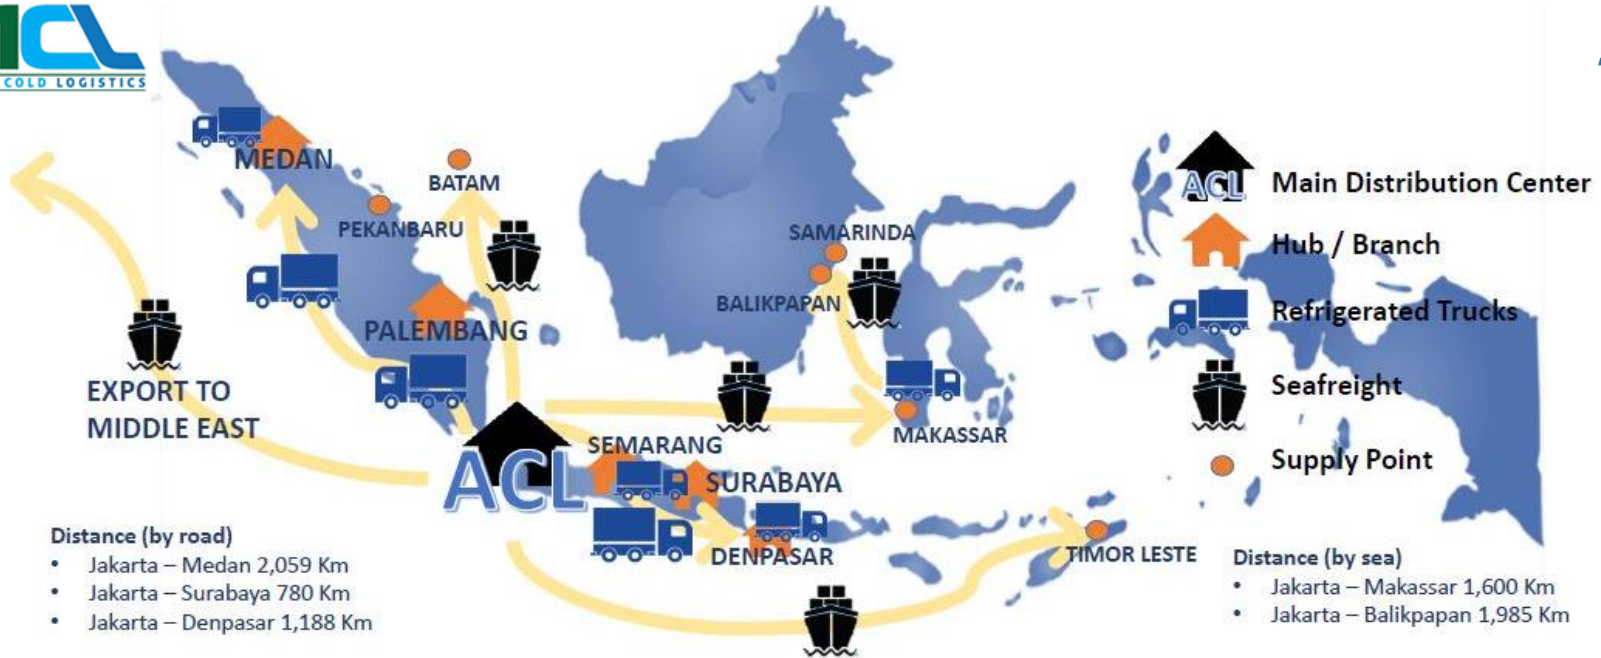 COLD LOGISTICS
MEDAN
BATAM
PEKANBARU
SAMARINDA
BALIKPAPAN
PALEMBANG
EXPORT TO
MIDDLE EAST
MAKASSAR
SEMARANG
ACL
SURABAYA
DENPASAR
TIMOR LESTE
ACL Main Distribution Center
Hub / Branch
Refrigerated Trucks
Seafreight
Supply Point
Distance (by road)
• Jakarta – Medan 2,059 Km
• Jakarta – Surabaya 780 Km
• Jakarta – Denpasar 1,188 Km
Distance (by sea)
• Jakarta – Makassar 1,600 Km
• Jakarta – Balikpapan 1,985 Km